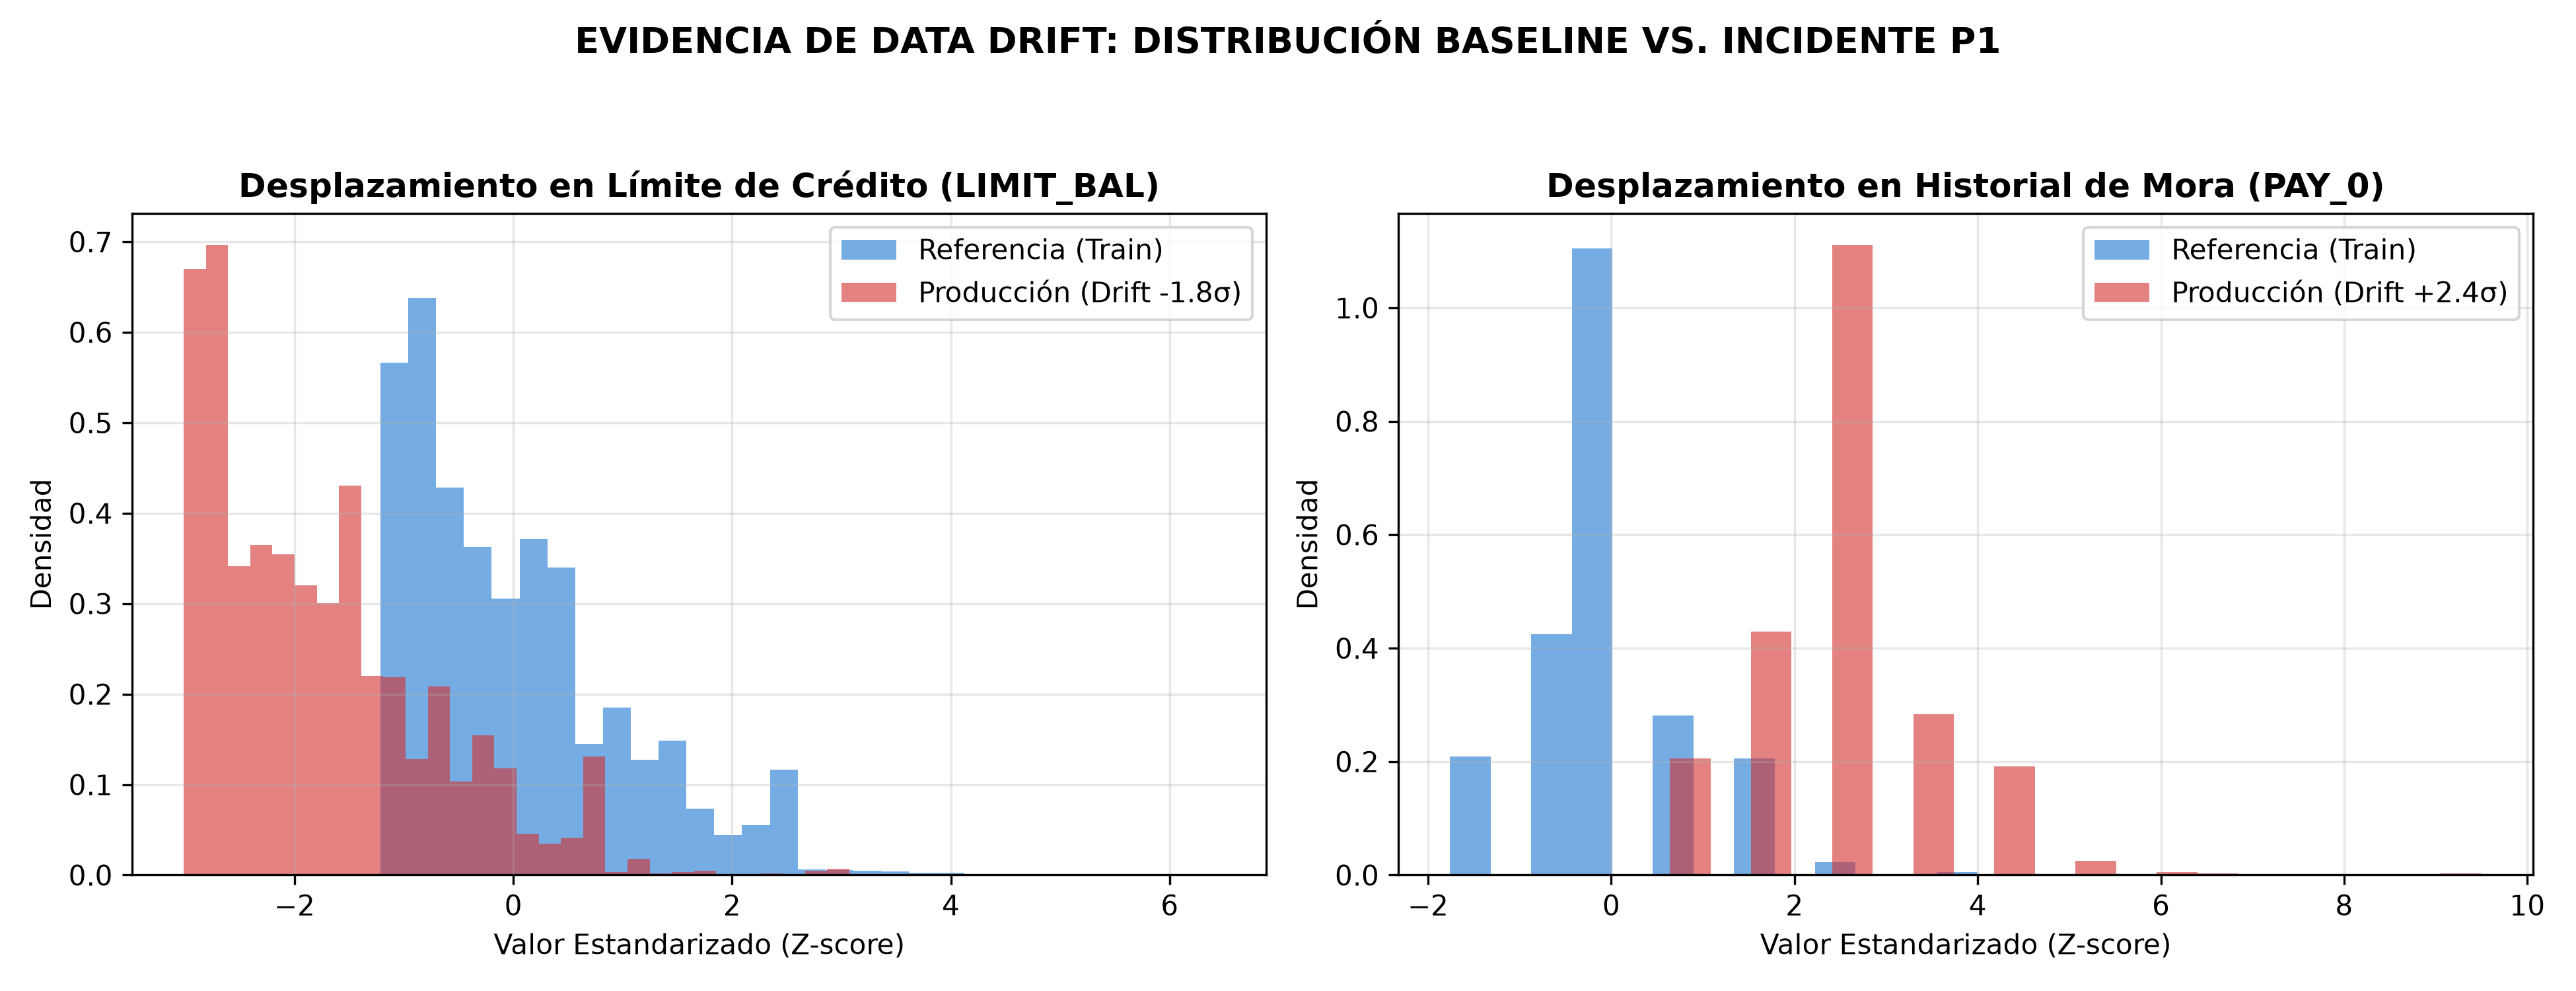 EVIDENCIA DE DATA DRIFT: DISTRIBUCIÓN BASELINE VS. INCIDENTE P1
Desplazamiento en Límite de Crédito (LIMIT_BAL)
Referencia (Train)
Producción (Drift -1.8σ)
Densidad
0.7
0.6
0.5
0.4
0.3
0.2
0.1
0.0
−2 0 2 4 6
Valor Estandarizado (Z-score)
Desplazamiento en Historial de Mora (PAY_0)
Referencia (Train)
Producción (Drift +2.4σ)
Densidad
1.0
0.8
0.6
0.4
0.2
0.0
−2 0 2 4 6 8 10
Valor Estandarizado (Z-score)